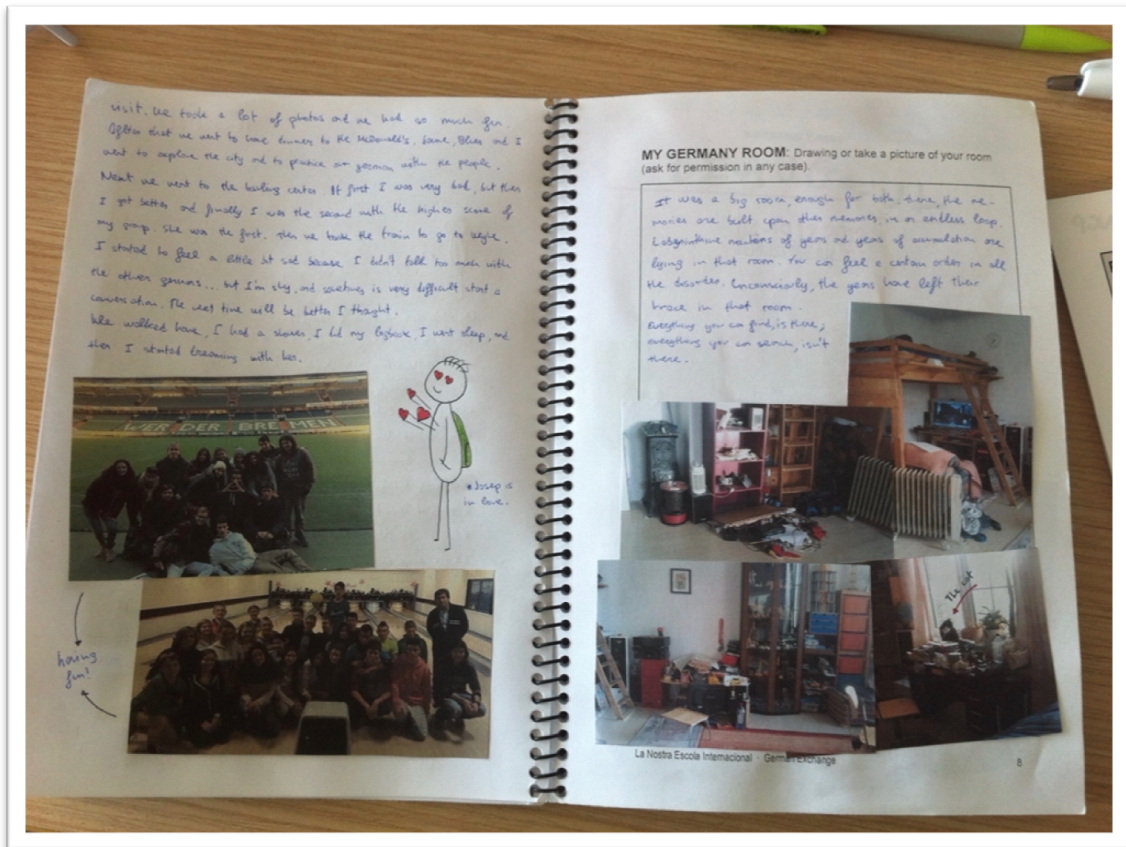 visit. We took a lot of photos and we had so much fun.
After that we went to have dinner to the McDonald's. and I
went to explore the city and to practice our german with the people.
Next we went to the bowling center. At first I was very bad, but then
I got better and finally I was the second with the highes score of
my group. She was the first. Then we took the train to go to
I started to feel a little bit sad because I didn't talk too much with
the others germans... but I'm shy, and sometimes is very difficult start a
conversation. The next time will be better I thought.
We walked home, I had a shower, I did my logbook, I went sleep, and
then I started dreaming with her.
WERDER BREMEN
*Josep is
in love.
having
fun!
MY GERMANY ROOM: Drawing or take a picture of your room
(ask for permission in any case).
It was a big room, enough for both. there, the me-
mories are built upon other memories, in an endless loop.
Labyrinthine of years and years of accumulation are
lying in that room. You can feel a certain order in all
the disorder. Unconsciously, the years have left their
in that room.
Everything you can find, is there;
everything you can search, isn't
there.
The cat
La Nostra Escola Internacional · German Exchange
8